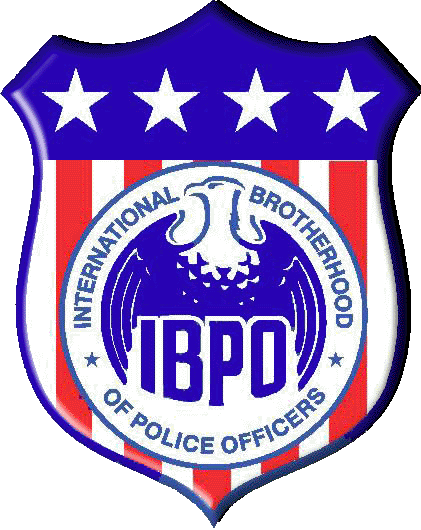 INTERNATIONAL BROTHERHOOD
IBPO
OF POLICE OFFICERS